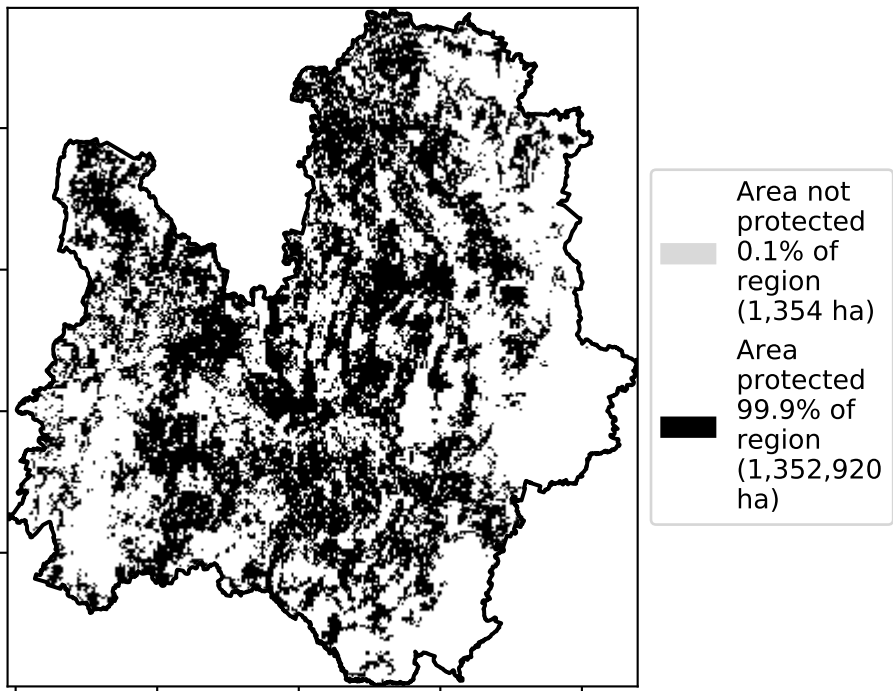 Area not
protected
0.1% of
region
(1,354 ha)
Area
protected
99.9% of
region
(1,352,920
ha)